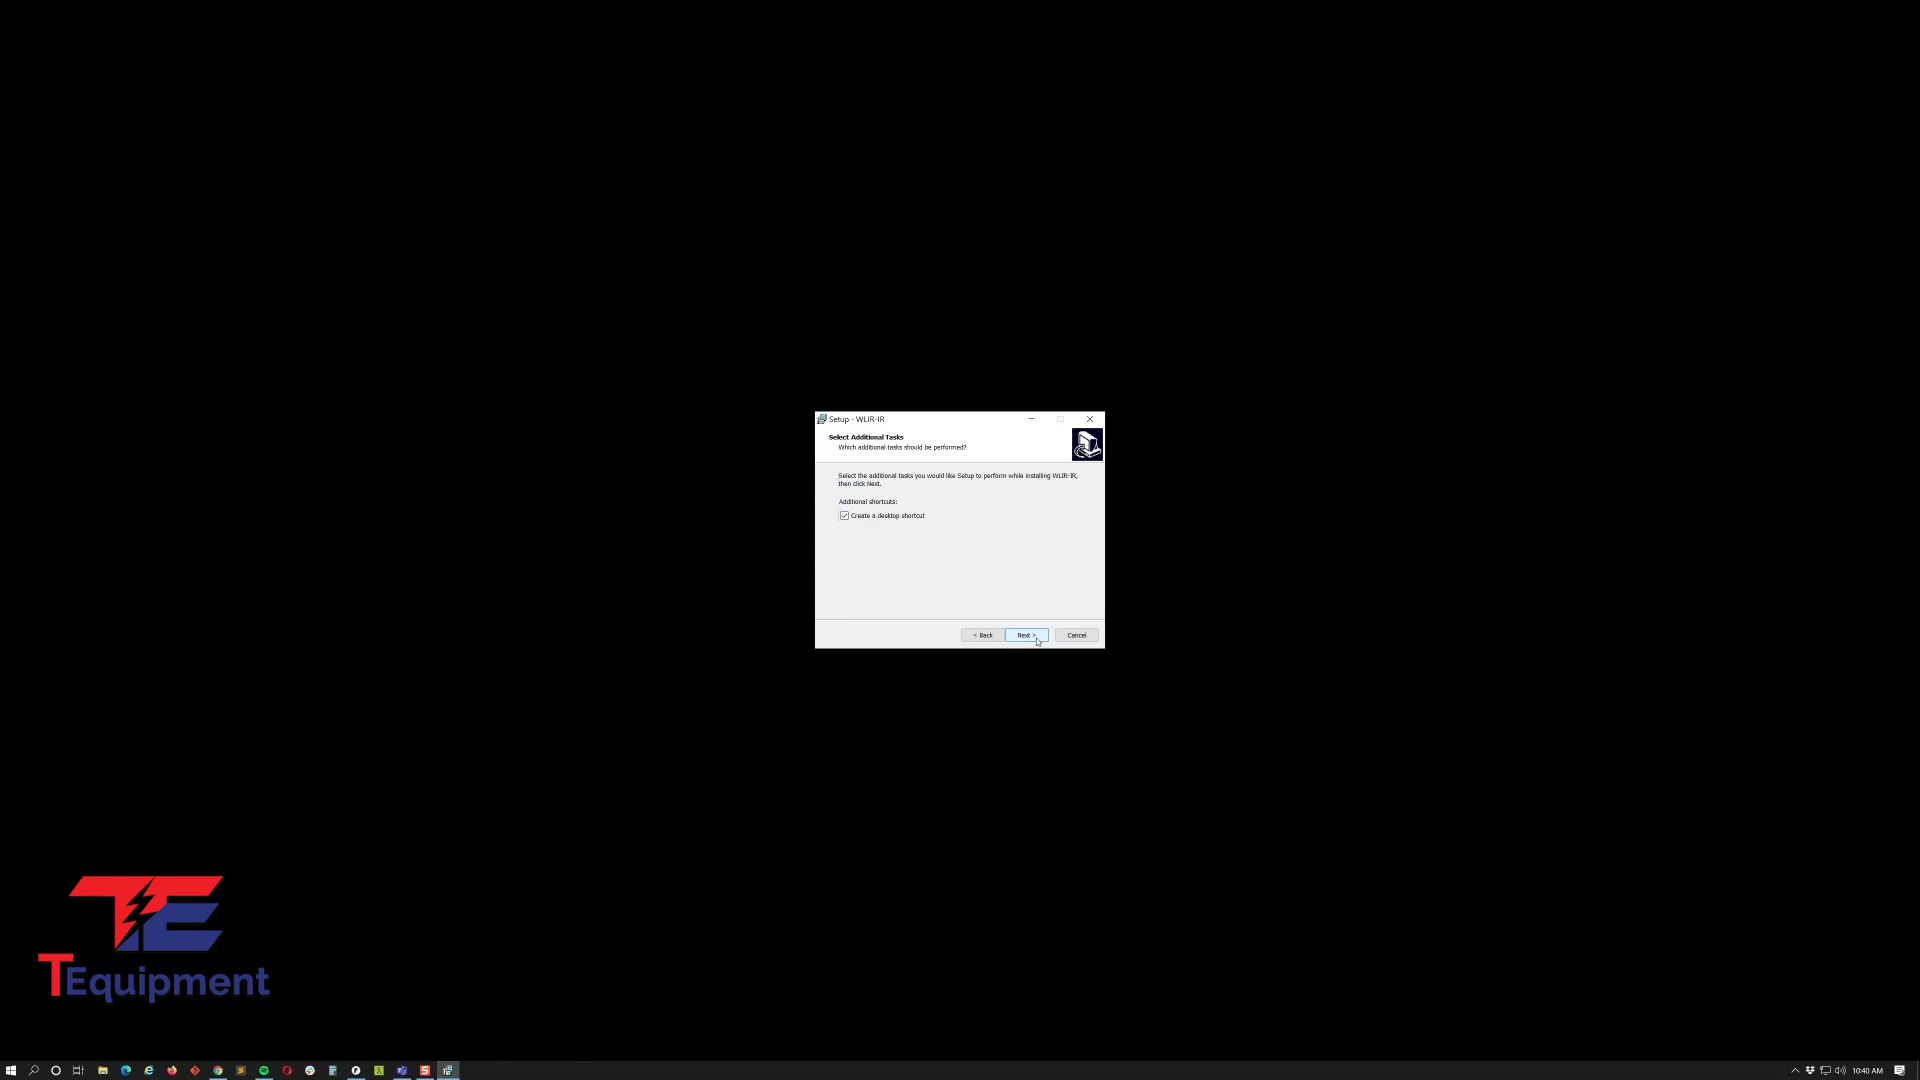 Setup - WLIR-IR
Select Additional Tasks
Which additional tasks should be performed?
Select the additional tasks you would like Setup to perform while installing WLIR-IR,
then click Next.
Additional shortcuts:
Create a desktop shortcut
< Back
Next >
Cancel
TE
TEquipment
10:40 AM